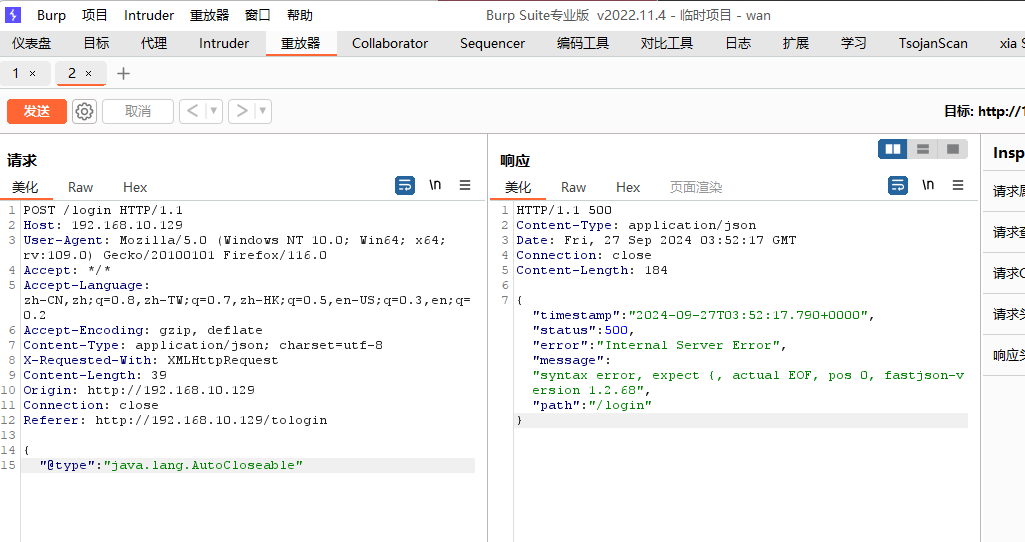 Burp 项目 Intruder 重放器 窗口 帮助 Burp Suite专业版 v2022.11.4 - 临时项目 - wan
仪表盘 目标 代理 Intruder 重放器 Collaborator Sequencer 编码工具 对比工具 日志 扩展 学习 TsojanScan xia S
1 × 2 × +
发送 取消 < > 目标: http://1
请求
美化 Raw Hex \n
1 POST /login HTTP/1.1
2 Host: 192.168.10.129
3 User-Agent: Mozilla/5.0 (Windows NT 10.0; Win64; x64;
rv:109.0) Gecko/20100101 Firefox/116.0
4 Accept: */*
5 Accept-Language:
zh-CN,zh;q=0.8,zh-TW;q=0.7,zh-HK;q=0.5,en-US;q=0.3,en;q=
0.2
6 Accept-Encoding: gzip, deflate
7 Content-Type: application/json; charset=utf-8
8 X-Requested-With: XMLHttpRequest
9 Content-Length: 39
10 Origin: http://192.168.10.129
11 Connection: close
12 Referer: http://192.168.10.129/tologin
13
14 {
15 "@type":"java.lang.AutoCloseable"
响应
美化 Raw Hex 页面渲染 \n
1 HTTP/1.1 500
2 Content-Type: application/json
3 Date: Fri, 27 Sep 2024 03:52:17 GMT
4 Connection: close
5 Content-Length: 184
6
7 {
"timestamp":"2024-09-27T03:52:17.790+0000",
"status":500,
"error":"Internal Server Error",
"message":
"syntax error, expect {, actual EOF, pos 0, fastjson-v
ersion 1.2.68",
"path":"/login"
}
Insp
请求属
请求查
请求C
请求头
响应头